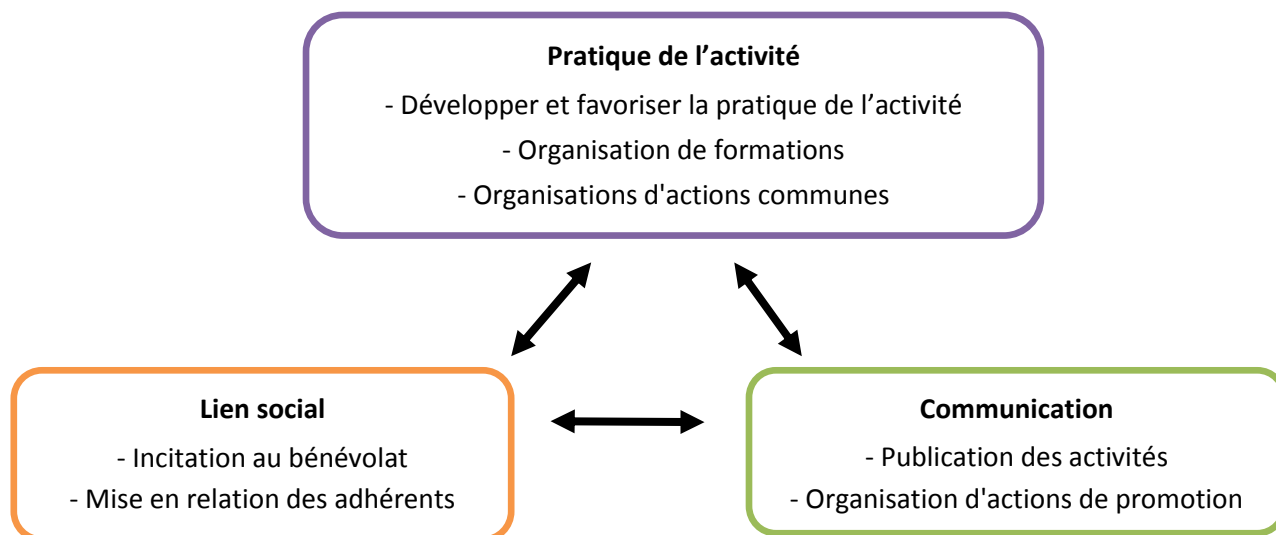 Pratique de l’activité
- Développer et favoriser la pratique de l’activité
- Organisation de formations
- Organisations d'actions communes
Lien social
- Incitation au bénévolat
- Mise en relation des adhérents
Communication
- Publication des activités
- Organisation d'actions de promotion